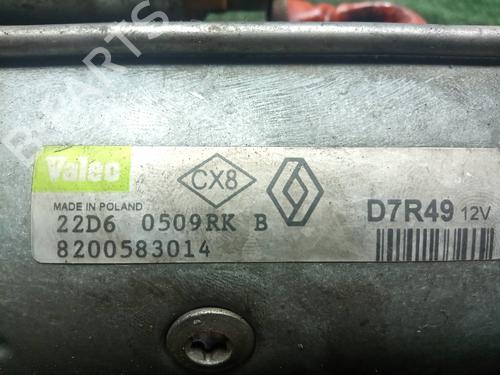 B-PARTS
Valeo
CX8
MADE IN POLAND
D7R49 12V
22D6 0509RK B
8200583014